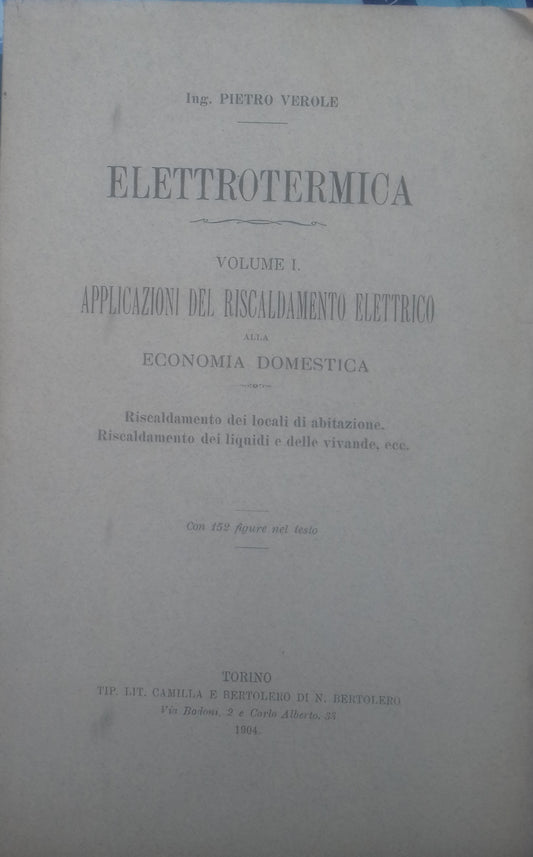 Ing. PIETRO VEROLE
ELETTROTERMICA
VOLUME I.
APPLICAZIONI DEL RISCALDAMENTO ELETTRICO
ALLA
ECONOMIA DOMESTICA
Riscaldamento dei locali di abitazione.
Riscaldamento dei liquidi e delle vivande, ecc.
Con 152 figure nel testo
TORINO
TIP. LIT. CAMILLA E BERTOLERO DI N. BERTOLERO
Via Bodoni, 2 e Carlo Alberto, 33
1904.